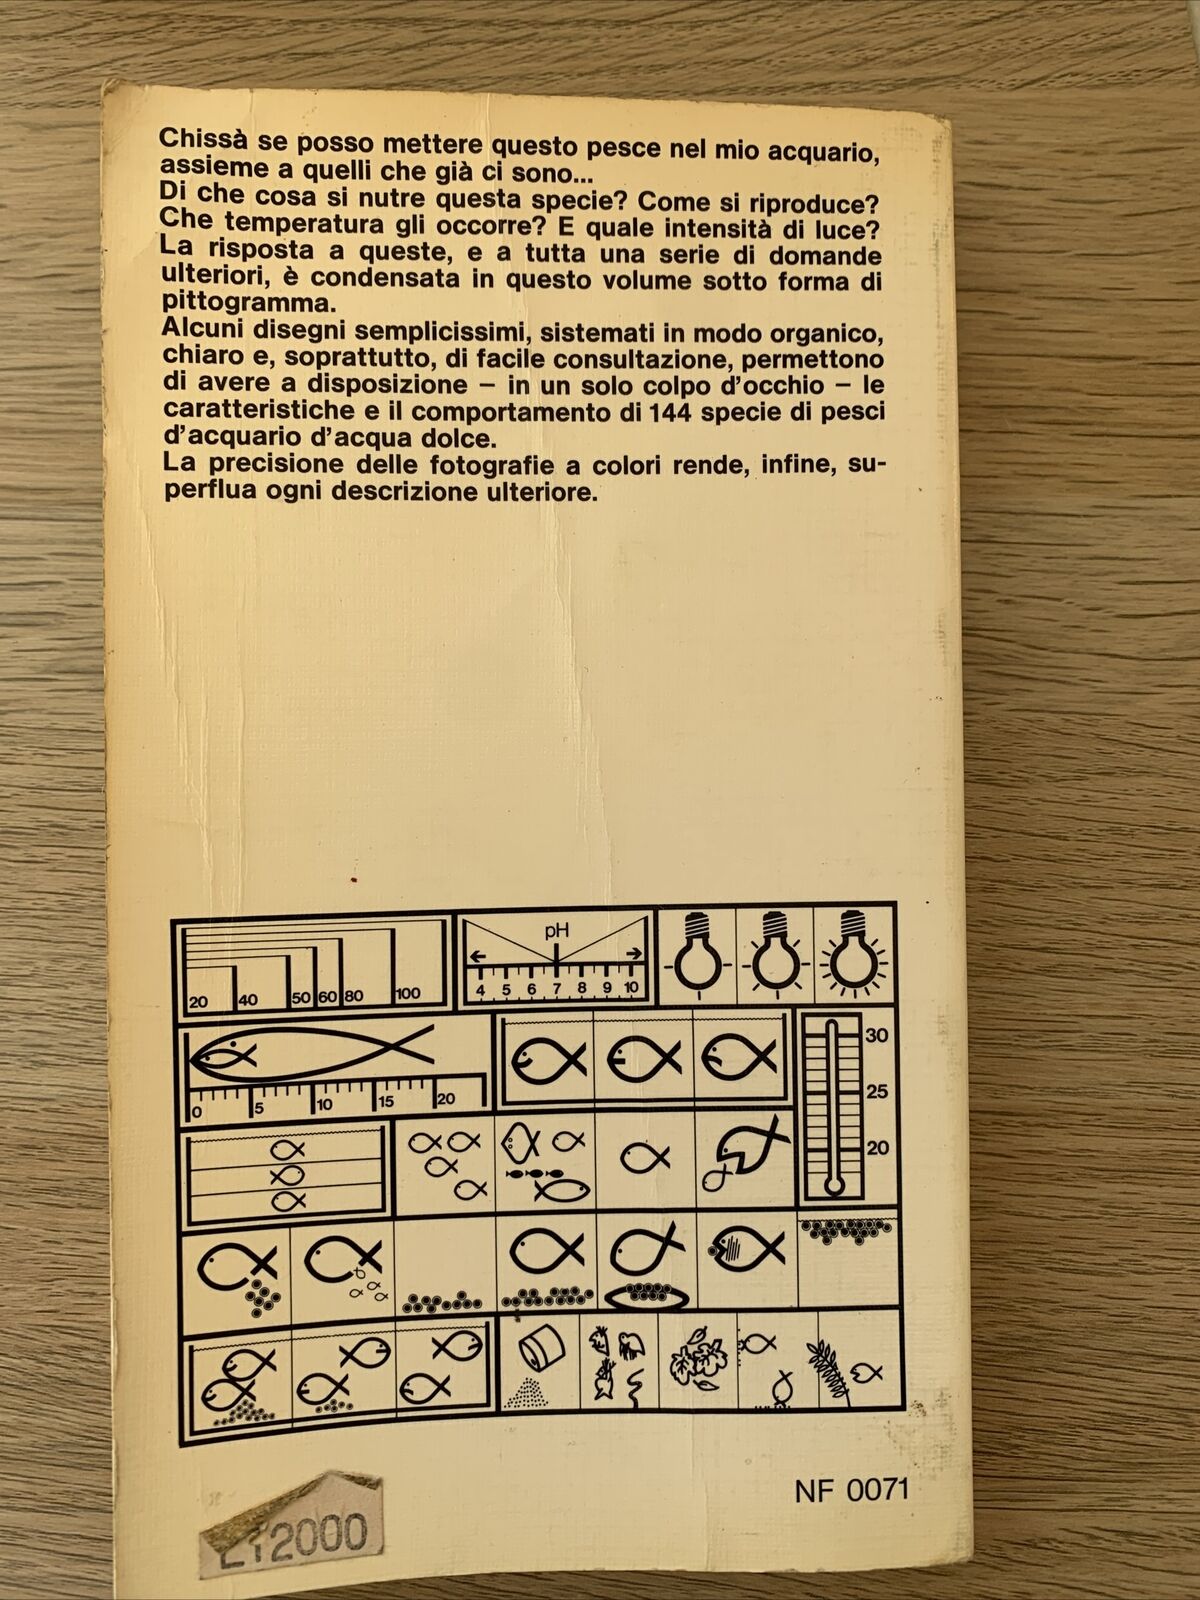 Chissà se posso mettere questo pesce nel mio acquario,
assieme a quelli che già ci sono...
Di che cosa si nutre questa specie? Come si riproduce?
Che temperatura gli occorre? E quale intensità di luce?
La risposta a queste, e a tutta una serie di domande
ulteriori, è condensata in questo volume sotto forma di
pittogramma.
Alcuni disegni semplicissimi, sistemati in modo organico,
chiaro e, soprattutto, di facile consultazione, permettono
di avere a disposizione – in un solo colpo d'occhio – le
caratteristiche e il comportamento di 144 specie di pesci
d'acquario d'acqua dolce.
La precisione delle fotografie a colori rende, infine, su-
perflua ogni descrizione ulteriore.
pH
20 40 50 60 80 100
4 5 6 7 8 9 10
30
25
20
0 5 10 15 20
NF 0071
2000